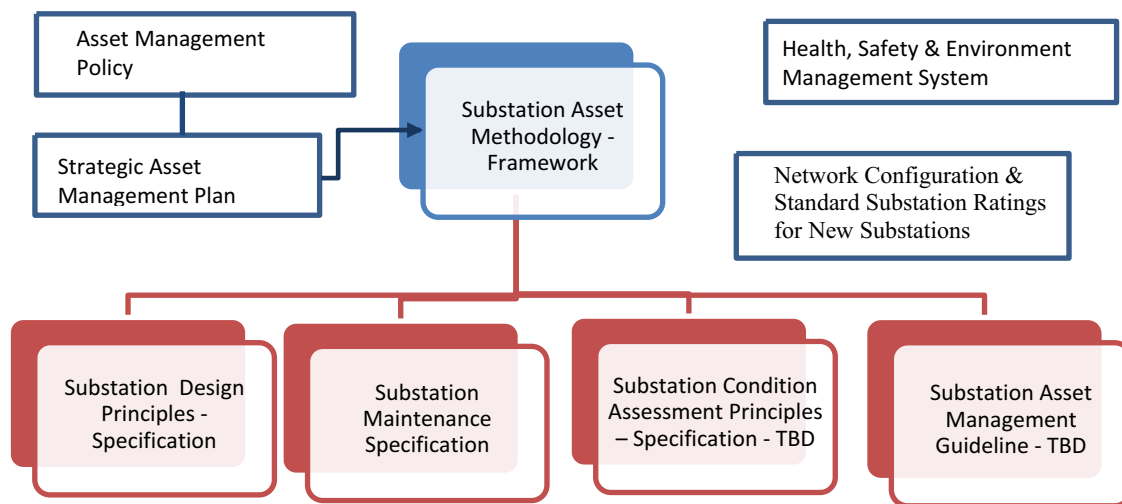 Asset Management
Policy
Health, Safety & Environment
Management System
Substation Asset
Methodology -
Framework
Strategic Asset
Management Plan
Network Configuration &
Standard Substation Ratings
for New Substations
Substation Design
Principles -
Specification
Substation
Maintenance
Specification
Substation Condition
Assessment Principles
– Specification - TBD
Substation Asset
Management
Guideline - TBD